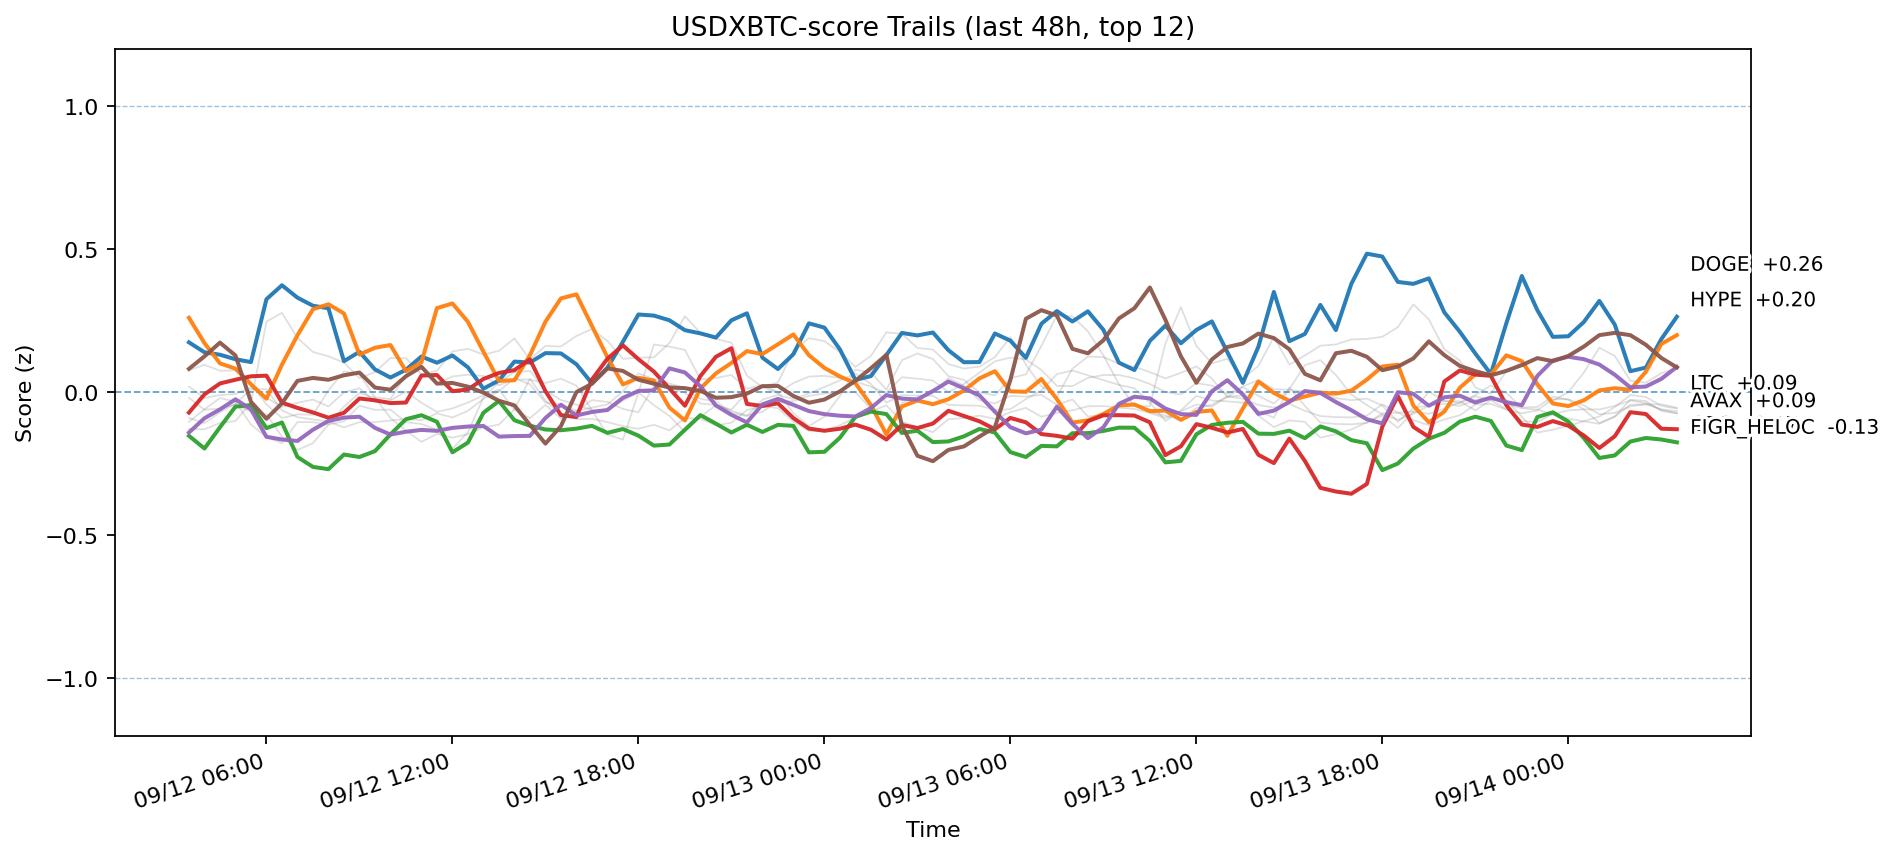 USDXBTC-score Trails (last 48h, top 12)
Score (z)
1.0
0.5
0.0
−0.5
−1.0
DOGE +0.26
HYPE +0.20
LTC +0.09
AVAX +0.09
FIGR_HELOC -0.13
09/12 06:00
09/12 12:00
09/12 18:00
09/13 00:00
09/13 06:00
09/13 12:00
09/13 18:00
09/14 00:00
Time